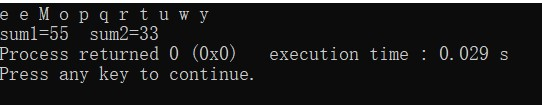 e e M o p q r t u w y
sum1=55 sum2=33
Process returned 0 (0x0) execution time : 0.029 s
Press any key to continue.